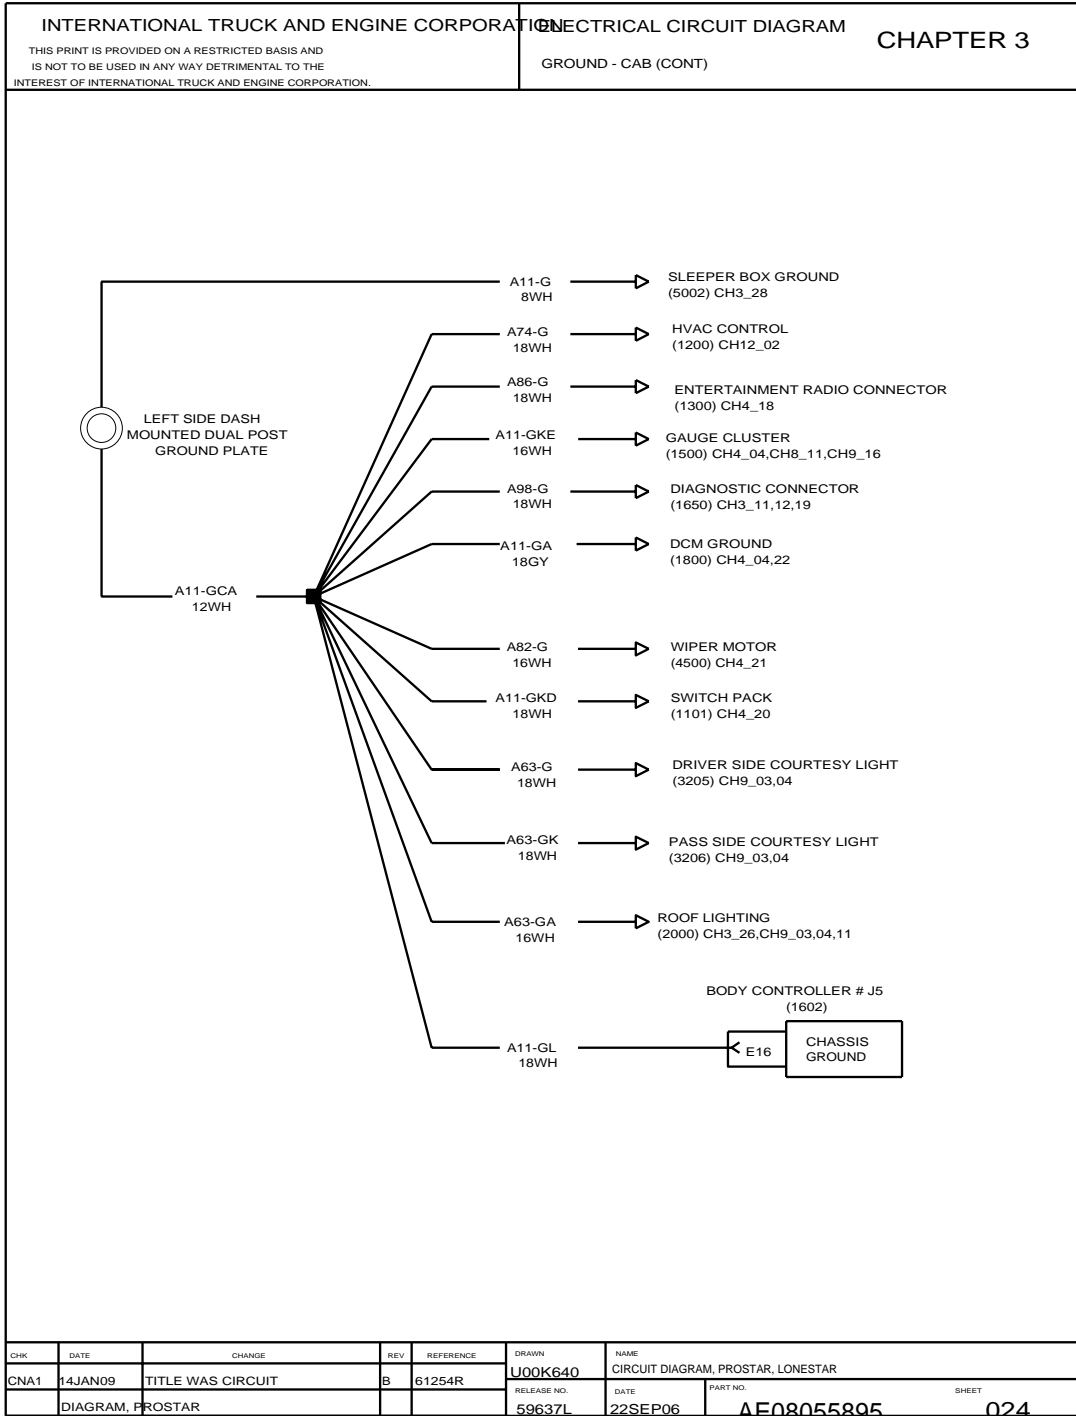 INTERNATIONAL TRUCK AND ENGINE CORPORATION
THIS PRINT IS PROVIDED ON A RESTRICTED BASIS AND
IS NOT TO BE USED IN ANY WAY DETRIMENTAL TO THE
INTEREST OF INTERNATIONAL TRUCK AND ENGINE CORPORATION.
ELECTRICAL CIRCUIT DIAGRAM
GROUND - CAB (CONT)
CHAPTER 3
A11-G
8WH
SLEEPER BOX GROUND
(5002) CH3_28
A74-G
18WH
HVAC CONTROL
(1200) CH12_02
A86-G
18WH
ENTERTAINMENT RADIO CONNECTOR
(1300) CH4_18
LEFT SIDE DASH
MOUNTED DUAL POST
GROUND PLATE
A11-GKE
16WH
GAUGE CLUSTER
(1500) CH4_04,CH8_11,CH9_16
A98-G
18WH
DIAGNOSTIC CONNECTOR
(1650) CH3_11,12,19
A11-GA
18GY
DCM GROUND
(1800) CH4_04,22
A11-GCA
12WH
A82-G
16WH
WIPER MOTOR
(4500) CH4_21
A11-GKD
18WH
SWITCH PACK
(1101) CH4_20
A63-G
18WH
DRIVER SIDE COURTESY LIGHT
(3205) CH9_03,04
A63-GK
18WH
PASS SIDE COURTESY LIGHT
(3206) CH9_03,04
A63-GA
16WH
ROOF LIGHTING
(2000) CH3_26,CH9_03,04,11
BODY CONTROLLER # J5
(1602)
A11-GL
18WH
E16
CHASSIS
GROUND
CHK DATE CHANGE REV REFERENCE
CNA1 14JAN09 TITLE WAS CIRCUIT B 61254R
DIAGRAM, PROSTAR
DRAWN
U00K640
NAME
CIRCUIT DIAGRAM, PROSTAR, LONESTAR
RELEASE NO.
59637L
DATE
22SEP06
PART NO.
AE08055895
SHEET
024